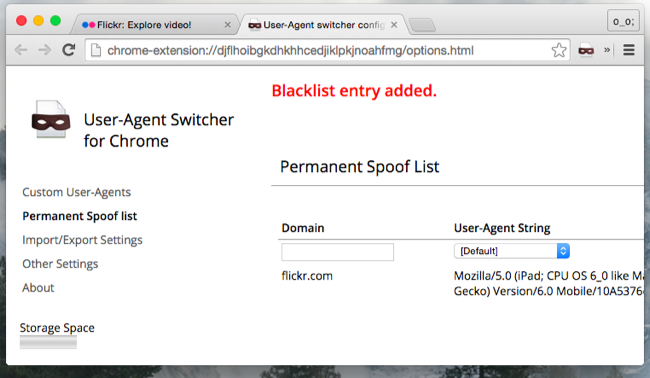 Flickr: Explore video!
User-Agent switcher config
o_o;
chrome-extension://djflhoibgkdhkhhcedjiklpkjnoahfmg/options.html
Blacklist entry added.
User-Agent Switcher
for Chrome
Permanent Spoof List
Custom User-Agents
Permanent Spoof list
Import/Export Settings
Other Settings
About
Storage Space
Domain User-Agent String
[Default]
flickr.com Mozilla/5.0 (iPad; CPU OS 6_0 like Ma
Gecko) Version/6.0 Mobile/10A5376